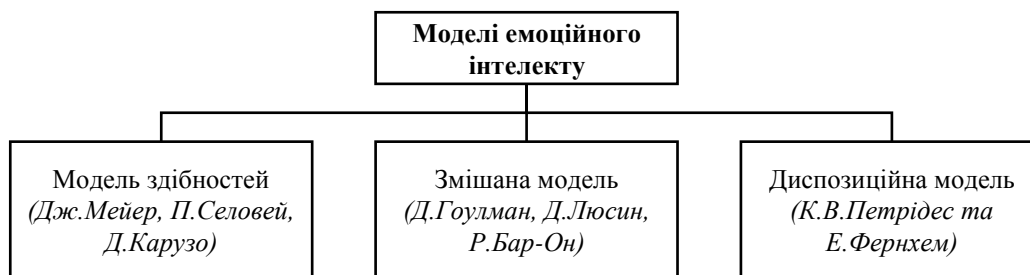 Моделі емоційного
інтелекту
Модель здібностей
(Дж.Мейер, П.Селовей,
Д.Карузо)
Змішана модель
(Д.Гоулман, Д.Люсин,
Р.Бар-Он)
Диспозиційна модель
(К.В.Петрідес та
Е.Фернхем)